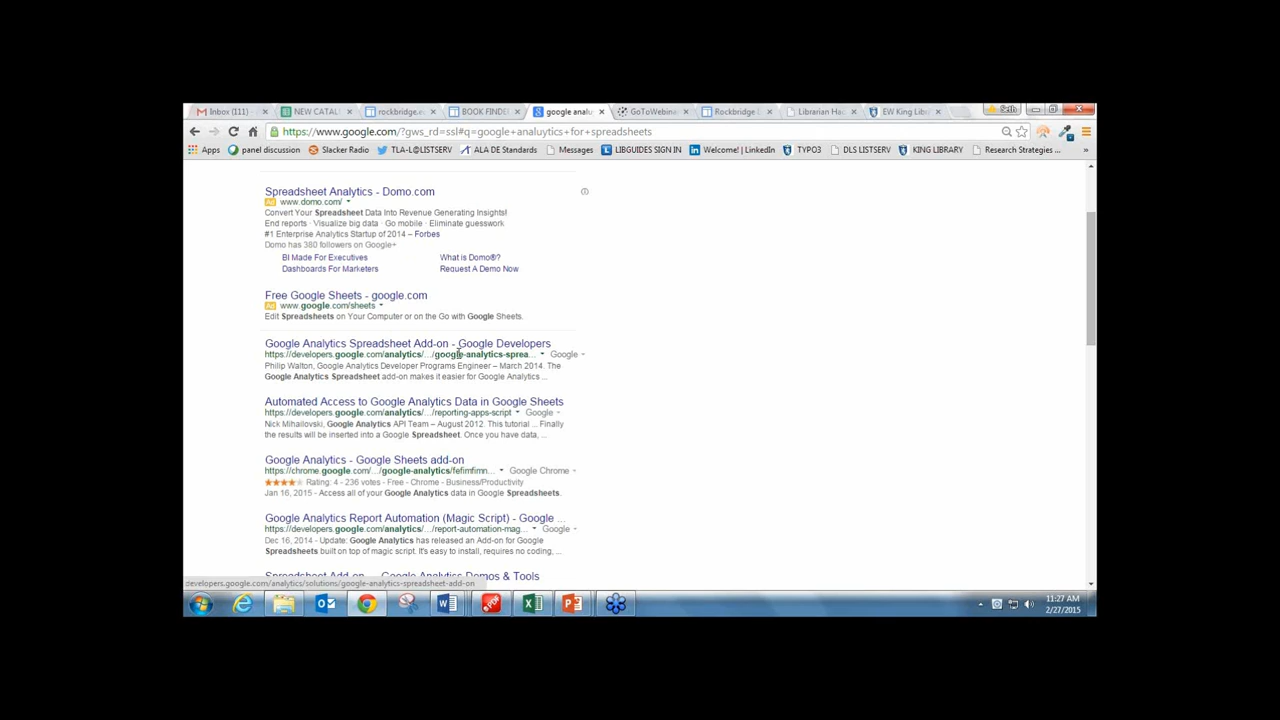 Inbox (111)
NEW CATAL
rockbridge.e
BOOK FINDE
google analu
GoToWebine
Rockbridge
Librarian Ha
EW King Libr
Seth
https://www.google.com/?gws_rd=ssl#q=google+analuytics+for+spreadsheets
Apps
panel discussion
Slacker Radio
TLA-L@LISTSERV
ALA DE Standards
Messages
LIBGUIDES SIGN IN
Welcome! | LinkedIn
TYPO3
DLS LISTSERV
KING LIBRARY
Research Strategies ...
»
Spreadsheet Analytics - Domo.com
Ad www.domo.com/
Convert Your Spreadsheet Data Into Revenue Generating Insights!
End reports · Visualize big data · Go mobile · Eliminate guesswork
#1 Enterprise Analytics Startup of 2014 – Forbes
Domo has 380 followers on Google+
BI Made For Executives What is Domo®?
Dashboards For Marketers Request A Demo Now
Free Google Sheets - google.com
Ad www.google.com/sheets
Edit Spreadsheets on Your Computer or on the Go with Google Sheets.
Google Analytics Spreadsheet Add-on - Google Developers
https://developers.google.com/analytics/.../google-analytics-sprea... Google
Philip Walton, Google Analytics Developer Programs Engineer – March 2014. The
Google Analytics Spreadsheet add-on makes it easier for Google Analytics ...
Automated Access to Google Analytics Data in Google Sheets
https://developers.google.com/analytics/.../reporting-apps-script Google
Nick Mihailovski, Google Analytics API Team – August 2012. This tutorial ... Finally
the results will be inserted into a Google Spreadsheet. Once you have data, ...
Google Analytics - Google Sheets add-on
https://chrome.google.com/.../google-analytics/fefimfimn... Google Chrome
Rating: 4 - 236 votes - Free - Chrome - Business/Productivity
Jan 16, 2015 - Access all of your Google Analytics data in Google Spreadsheets.
Google Analytics Report Automation (Magic Script) - Google ...
https://developers.google.com/analytics/.../report-automation-mag... Google
Dec 16, 2014 - Update: Google Analytics has released an Add-on for Google
Spreadsheets built on top of magic script. It's easy to install, requires no coding, ...
Spreadsheet Add-on — Google Analytics Demos & Tools
developers.google.com/analytics/solutions/google-analytics-spreadsheet-add-on
PDF
11:27 AM
2/27/2015